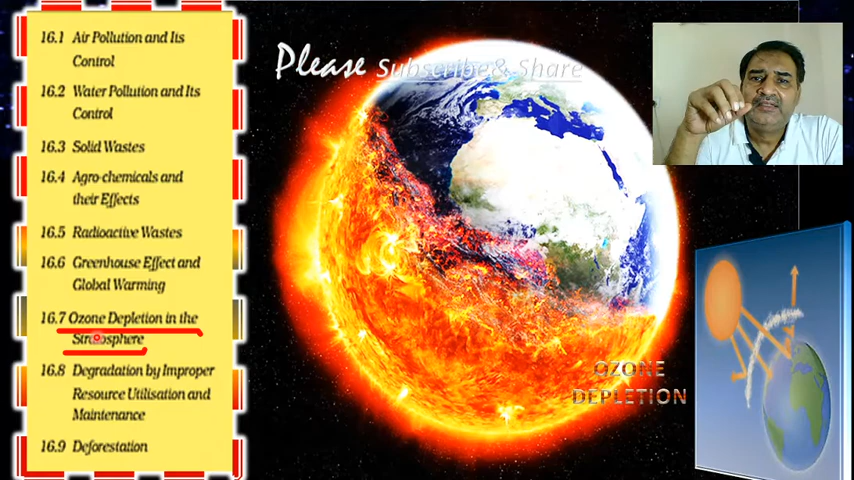 16.1 Air Pollution and Its
Control
16.2 Water Pollution and Its
Control
16.3 Solid Wastes
16.4 Agro-chemicals and
their Effects
16.5 Radioactive Wastes
16.6 Greenhouse Effect and
Global Warming
16.7 Ozone Depletion in the
Stratosphere
16.8 Degradation by Improper
Resource Utilisation and
Maintenance
16.9 Deforestation
Please Subscribe & Share
OZONE
DEPLETION